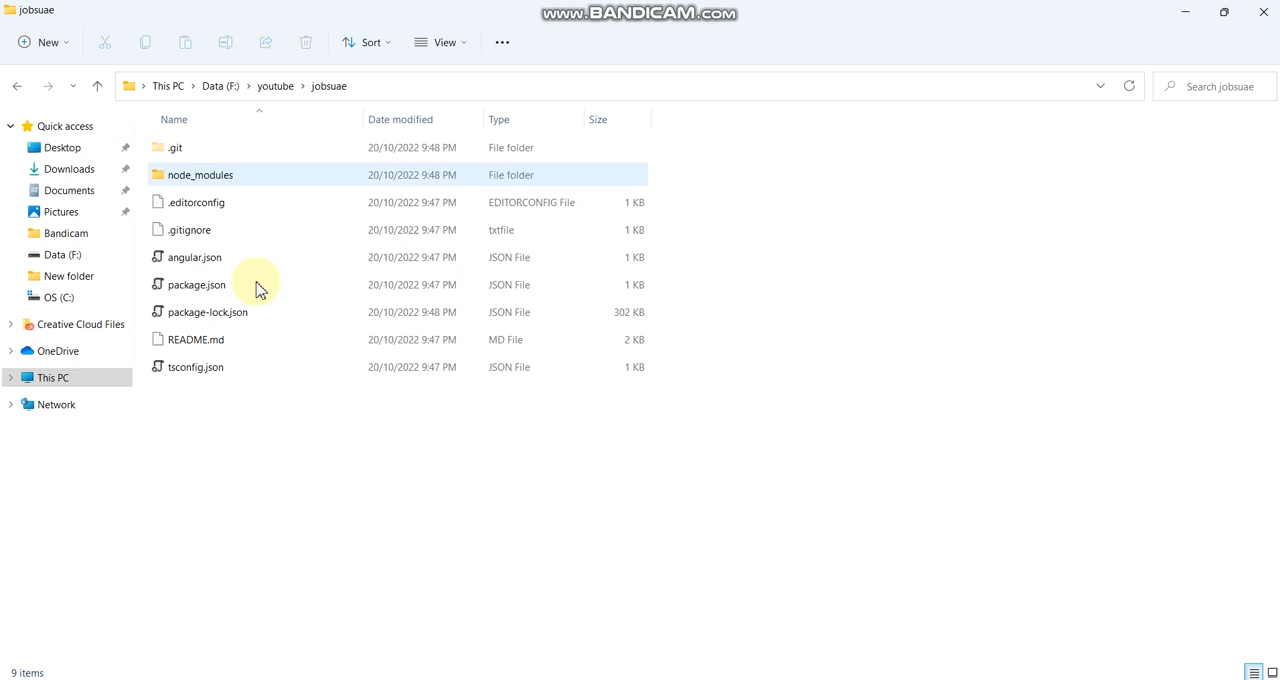 jobsuae
www.BANDICAM.com
New
Sort
View
This PC > Data (F:) > youtube > jobsuae
Search jobsuae
Name Date modified Type Size
Quick access
Desktop
Downloads
Documents
Pictures
Bandicam
Data (F:)
New folder
OS (C:)
Creative Cloud Files
OneDrive
This PC
Network
.git 20/10/2022 9:48 PM File folder
node_modules 20/10/2022 9:48 PM File folder
.editorconfig 20/10/2022 9:47 PM EDITORCONFIG File 1 KB
.gitignore 20/10/2022 9:47 PM txtfile 1 KB
angular.json 20/10/2022 9:47 PM JSON File 1 KB
package.json 20/10/2022 9:47 PM JSON File 1 KB
package-lock.json 20/10/2022 9:48 PM JSON File 302 KB
README.md 20/10/2022 9:47 PM MD File 2 KB
tsconfig.json 20/10/2022 9:47 PM JSON File 1 KB
9 items